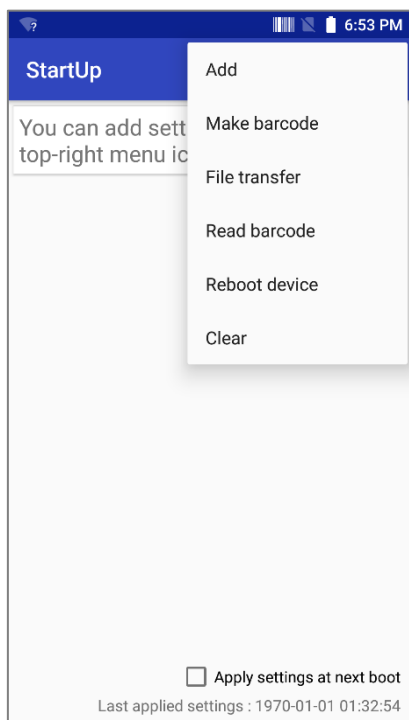 6:53 PM
StartUp
Add
You can add sett
top-right menu ic
Make barcode
File transfer
Read barcode
Reboot device
Clear
Apply settings at next boot
Last applied settings : 1970-01-01 01:32:54